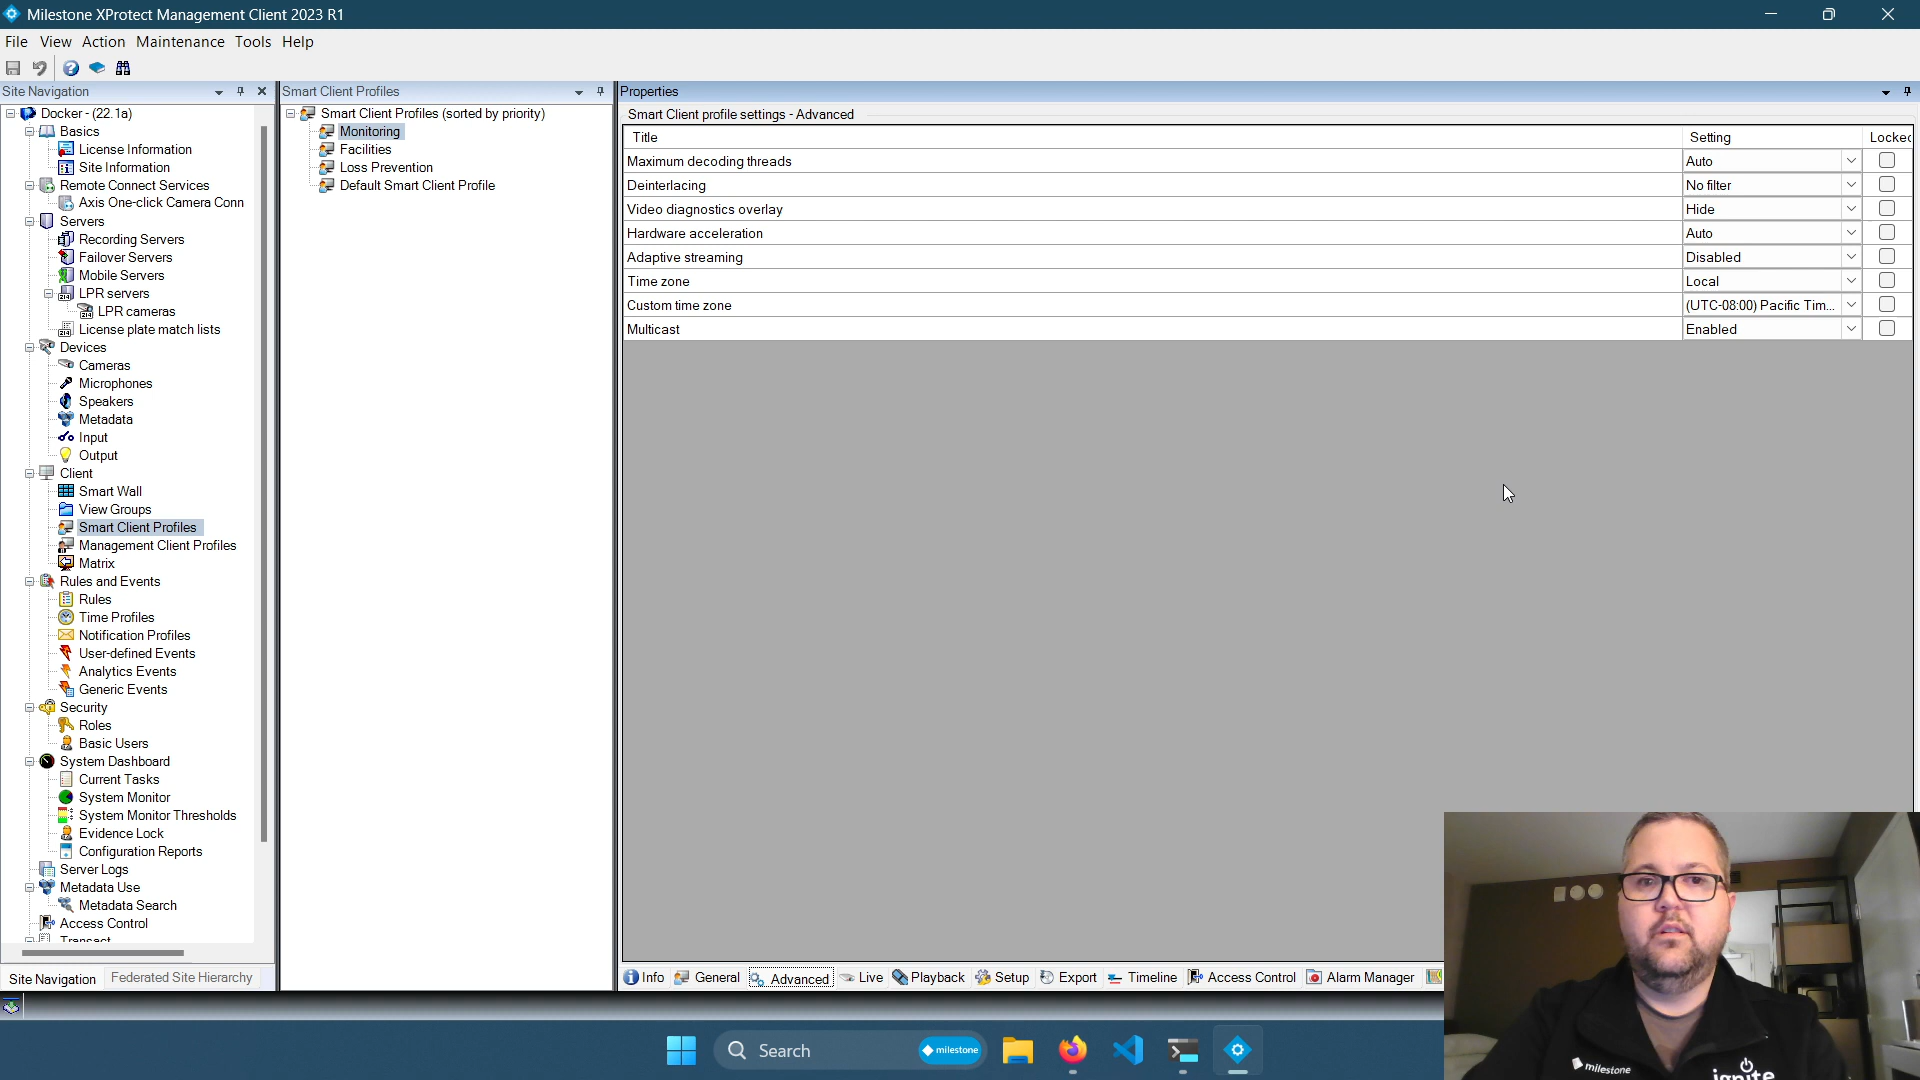 Milestone XProtect Management Client 2023 R1
File View Action Maintenance Tools Help
Site Navigation
Docker - (22.1a)
Basics
License Information
Site Information
Remote Connect Services
Axis One-click Camera Conn
Servers
Recording Servers
Failover Servers
Mobile Servers
LPR servers
LPR cameras
License plate match lists
Devices
Cameras
Microphones
Speakers
Metadata
Input
Output
Client
Smart Wall
View Groups
Smart Client Profiles
Management Client Profiles
Matrix
Rules and Events
Rules
Time Profiles
Notification Profiles
User-defined Events
Analytics Events
Generic Events
Security
Roles
Basic Users
System Dashboard
Current Tasks
System Monitor
System Monitor Thresholds
Evidence Lock
Configuration Reports
Server Logs
Metadata Use
Metadata Search
Access Control
Transact
Site Navigation Federated Site Hierarchy
Smart Client Profiles
Smart Client Profiles (sorted by priority)
Monitoring
Facilities
Loss Prevention
Default Smart Client Profile
Properties
Smart Client profile settings - Advanced
Title Setting Locked
Maximum decoding threads Auto
Deinterlacing No filter
Video diagnostics overlay Hide
Hardware acceleration Auto
Adaptive streaming Disabled
Time zone Local
Custom time zone (UTC-08:00) Pacific Tim...
Multicast Enabled
Info General Advanced Live Playback Setup Export Timeline Access Control Alarm Manager
Search milestone
milestone
ignite